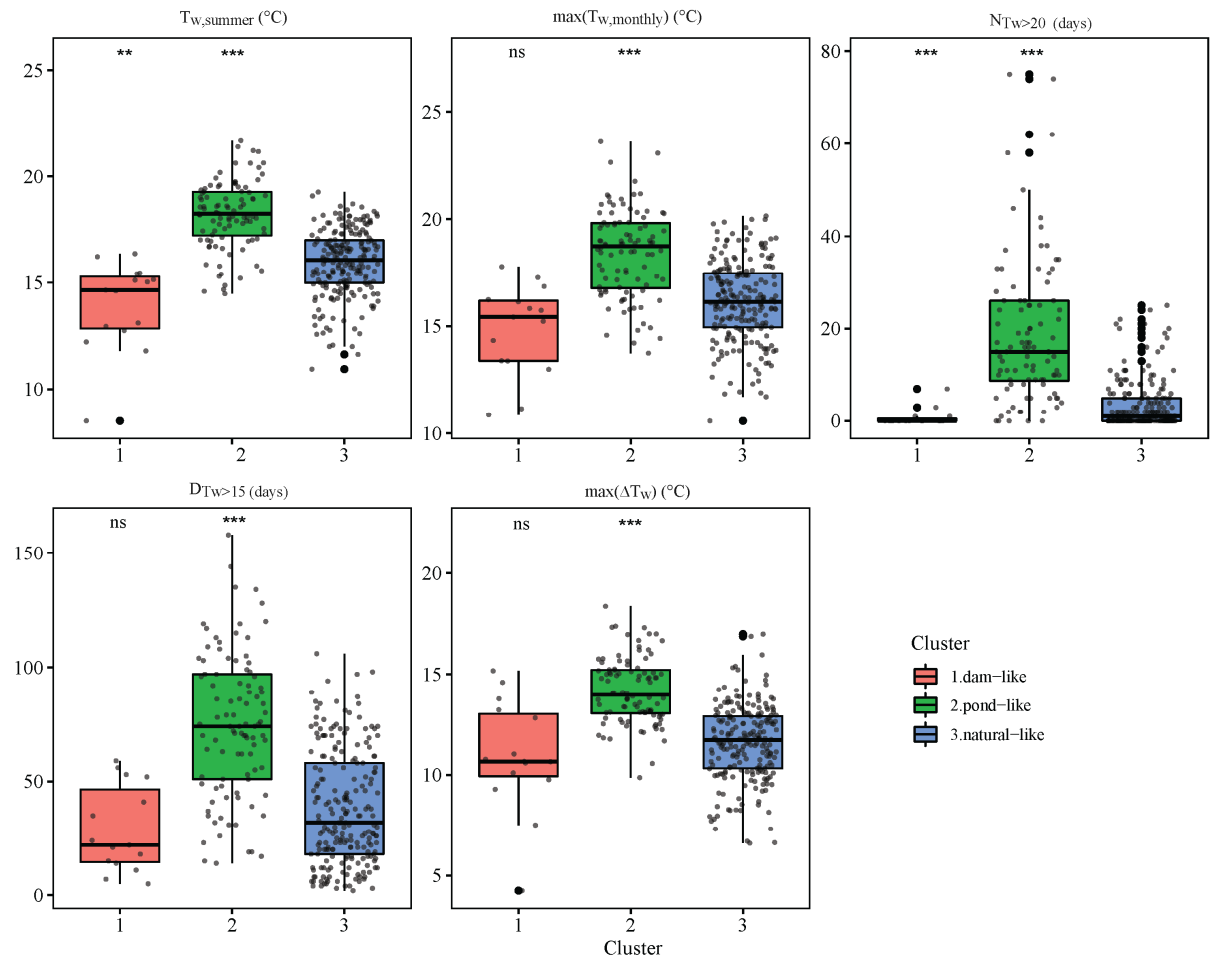 Tw,summer (°C)
** ***
25
20
15
10
1 2 3
max(Tw,monthly) (°C)
ns ***
25
20
15
10
1 2 3
NTw>20 (days)
*** ***
80
60
40
20
0
1 2 3
DTw>15 (days)
ns ***
150
100
50
0
1 2 3
max(ΔTw) (°C)
ns ***
20
15
10
5
1 2 3
Cluster
Cluster
1.dam−like
2.pond−like
3.natural−like